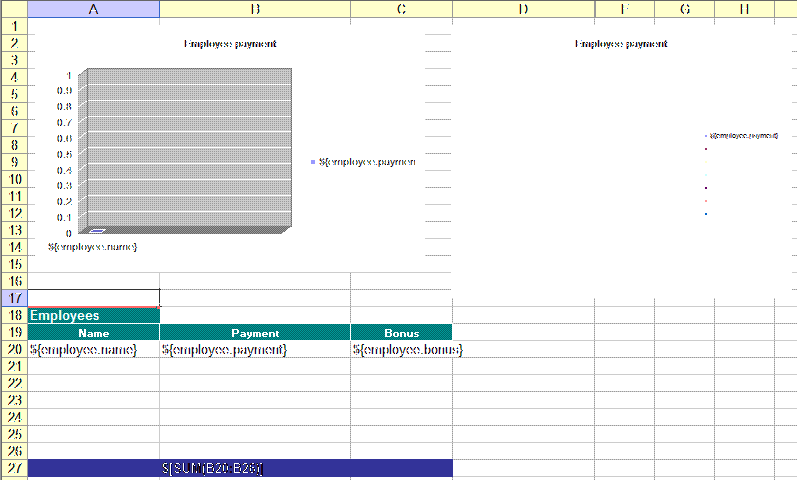 A B C D E F G H
1
2 Employee payment Employee payment
3
4 1
5 0.9
6 0.8
7 0.7
8 0.6 ${employee.payment}
9 0.5 ${employee.paymen
10 0.4
11 0.3
12 0.2
13 0.1
0
14 ${employee.name}
15
16
17
18 Employees
19 Name Payment Bonus
20 ${employee.name} ${employee.payment} ${employee.bonus}
21
22
23
24
25
26
27